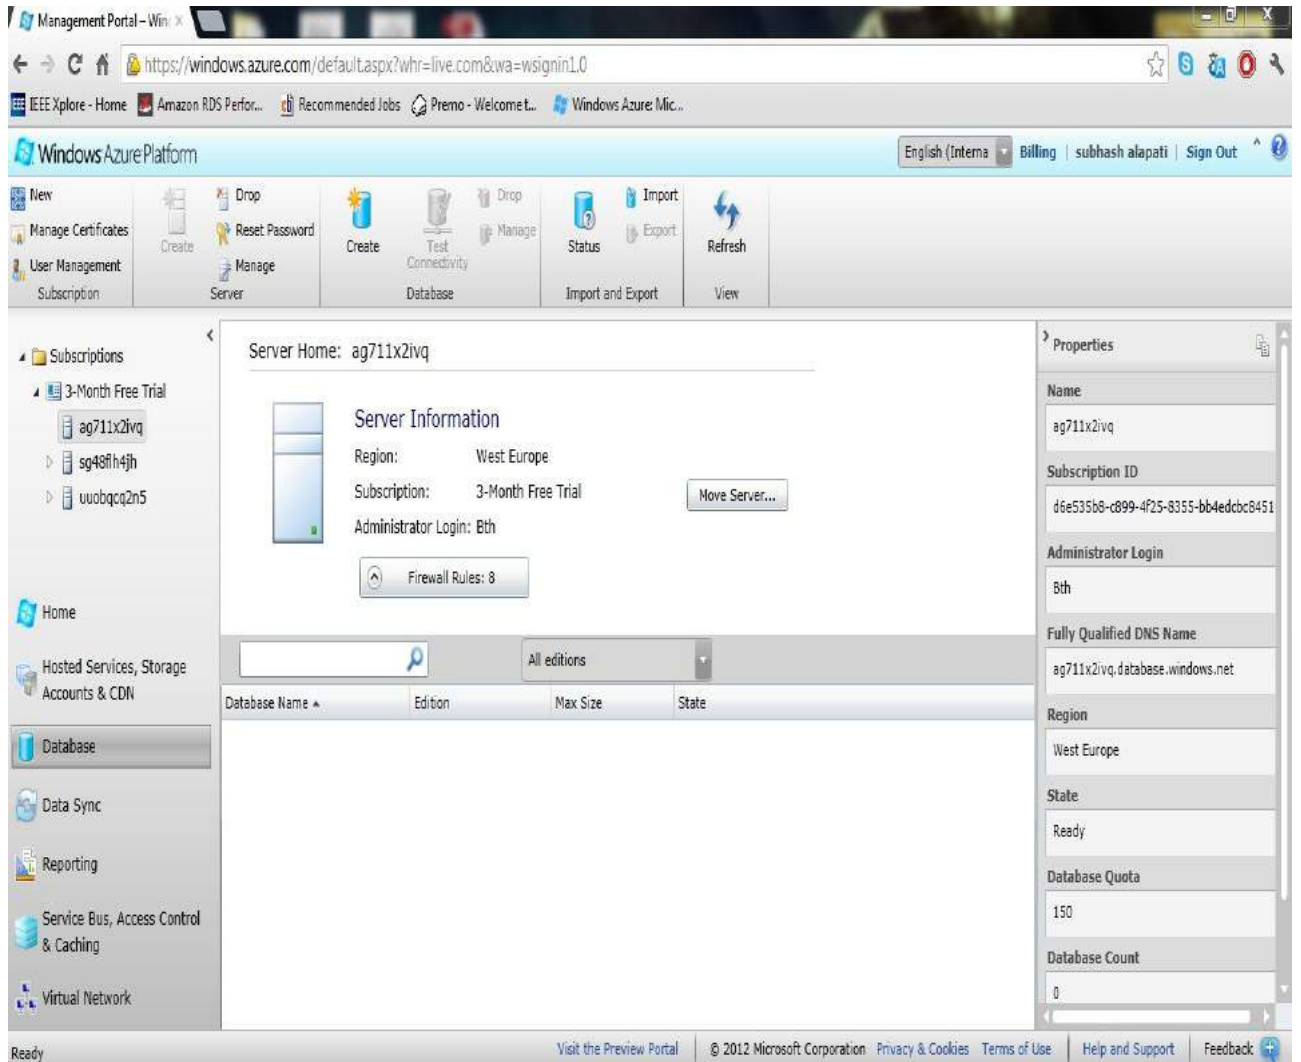 Management Portal – Win
https://windows.azure.com/default.aspx?whr=live.com&wa=wsignin1.0
IEEE Xplore - Home Amazon RDS Perfor... Recommended Jobs Premo - Welcome t... Windows Azure: Mic...
Windows Azure Platform English (Interna Billing | subhash alapati | Sign Out
New
Manage Certificates
User Management
Subscription
Create
Drop
Reset Password
Manage
Server
Create
Test Connectivity
Drop
Manage
Database
Status
Import
Export
Import and Export
Refresh
View
Subscriptions
3-Month Free Trial
ag711x2ivq
sg48flh4jh
uuobqcq2n5
Home
Hosted Services, Storage
Accounts & CDN
Database
Data Sync
Reporting
Service Bus, Access Control
& Caching
Virtual Network
Server Home: ag711x2ivq
Server Information
Region: West Europe
Subscription: 3-Month Free Trial
Move Server...
Administrator Login: Bth
Firewall Rules: 8
All editions
Database Name Edition Max Size State
Properties
Name
ag711x2ivq
Subscription ID
d6e535b8-c899-4f25-8355-bb4edcbc8451
Administrator Login
Bth
Fully Qualified DNS Name
ag711x2ivq.database.windows.net
Region
West Europe
State
Ready
Database Quota
150
Database Count
0
Ready Visit the Preview Portal © 2012 Microsoft Corporation Privacy & Cookies Terms of Use Help and Support Feedback